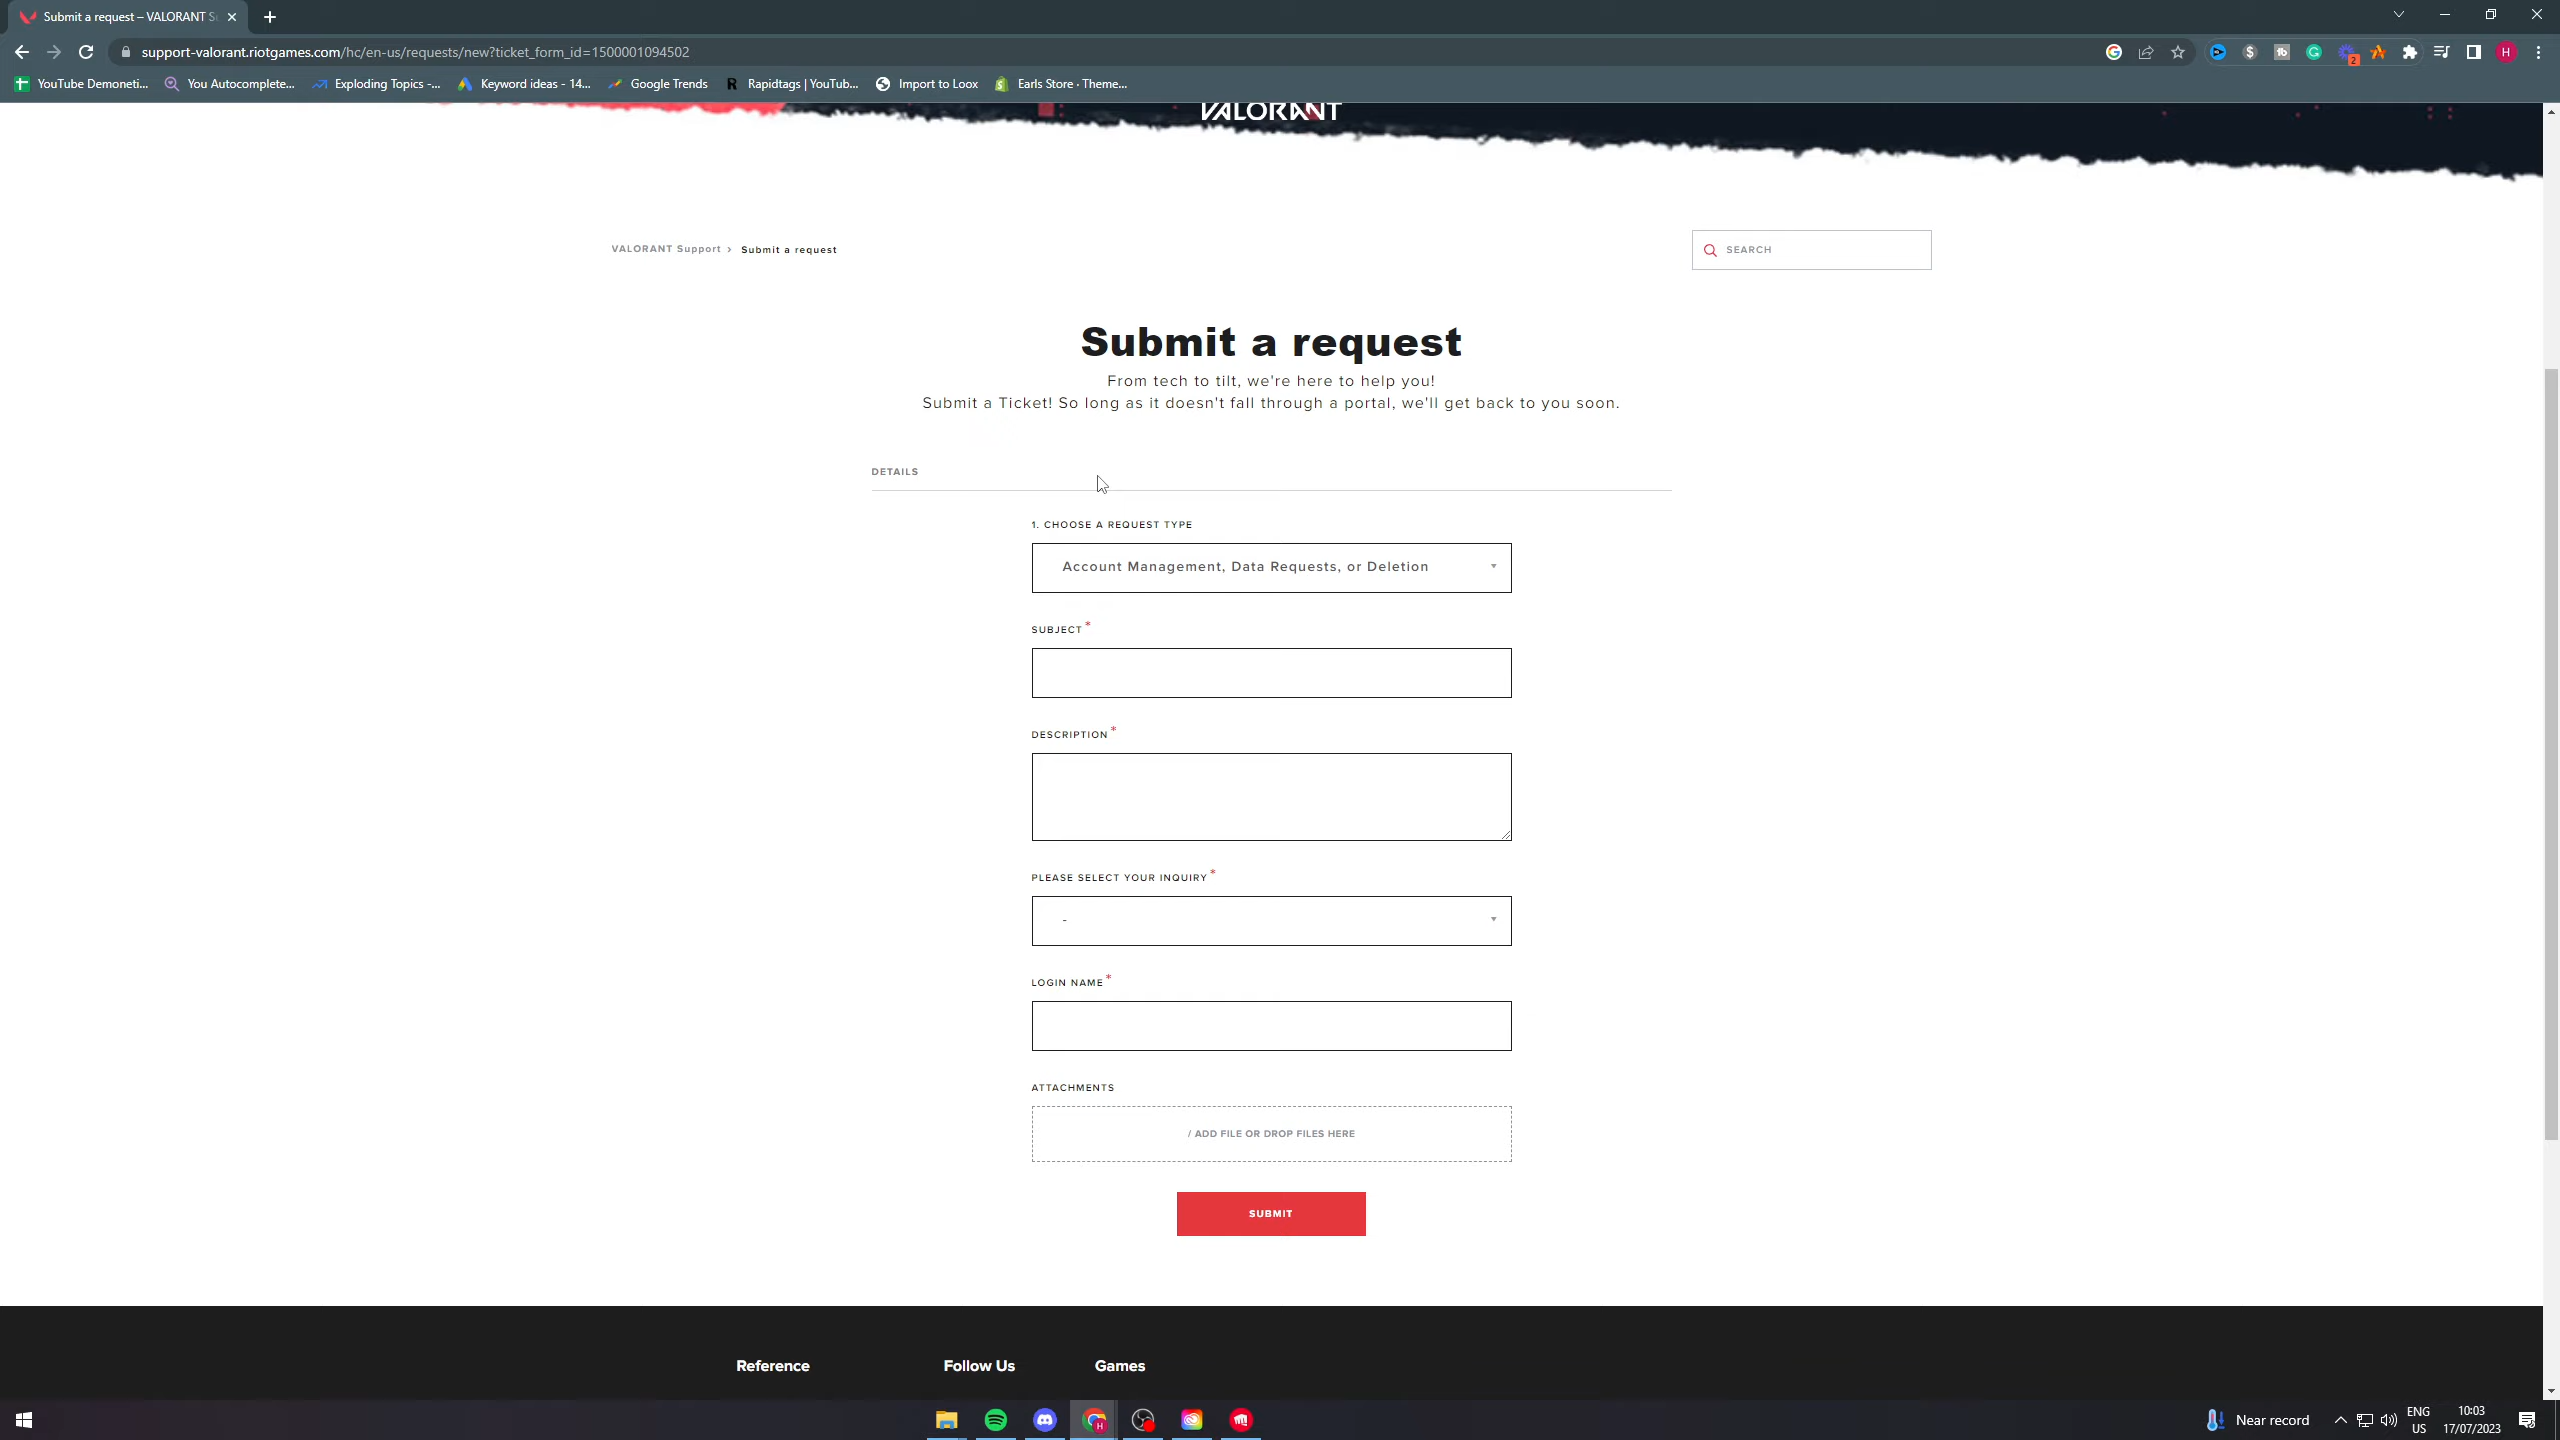 Submit a request – VALORANT S
support-valorant.riotgames.com/hc/en-us/requests/new?ticket_form_id=1500001094502
2
H
YouTube Demoneti...
You Autocomplete...
Exploding Topics -...
Keyword ideas - 14...
Google Trends
Rapidtags | YouTub...
Import to Loox
Earls Store · Theme...
VALORANT
VALORANT Support › Submit a request
SEARCH
Submit a request
From tech to tilt, we're here to help you!
Submit a Ticket! So long as it doesn't fall through a portal, we'll get back to you soon.
DETAILS
1. CHOOSE A REQUEST TYPE
Account Management, Data Requests, or Deletion
SUBJECT*
DESCRIPTION*
PLEASE SELECT YOUR INQUIRY*
-
LOGIN NAME*
ATTACHMENTS
/ ADD FILE OR DROP FILES HERE
SUBMIT
Reference
Follow Us
Games
Near record
ENG
US
10:03
17/07/2023